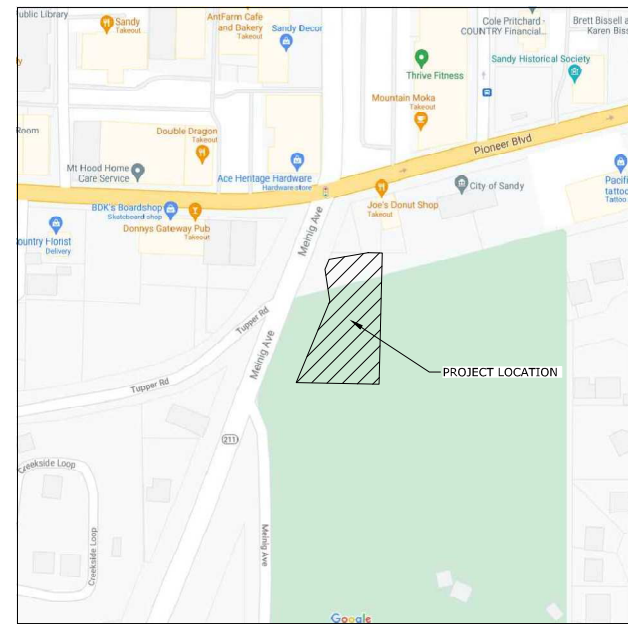 ublic Library
Sandy
Takeout
AntFarm Cafe
and Bakery
Takeout
Sandy Decor
Cole Pritchard -
COUNTRY Financial...
Brett Bissell a
Karen Biss
Thrive Fitness
Sandy Historical Society
Mountain Moka
Takeout
Room
Double Dragon
Takeout
Pioneer Blvd
Mt Hood Home
Care Service
Ace Heritage Hardware
Hardware store
City of Sandy
Pacifi
tattoo
Tattoo
Joe's Donut Shop
Takeout
BDK's Boardshop
Skateboard shop
Donnys Gateway Pub
Takeout
ountry Florist
Delivery
Meinig Ave
Tupper Rd
Meinig Ave
PROJECT LOCATION
Tupper Rd
211
Creekside Loop
Creekside Loop
Meinig Ave
Google